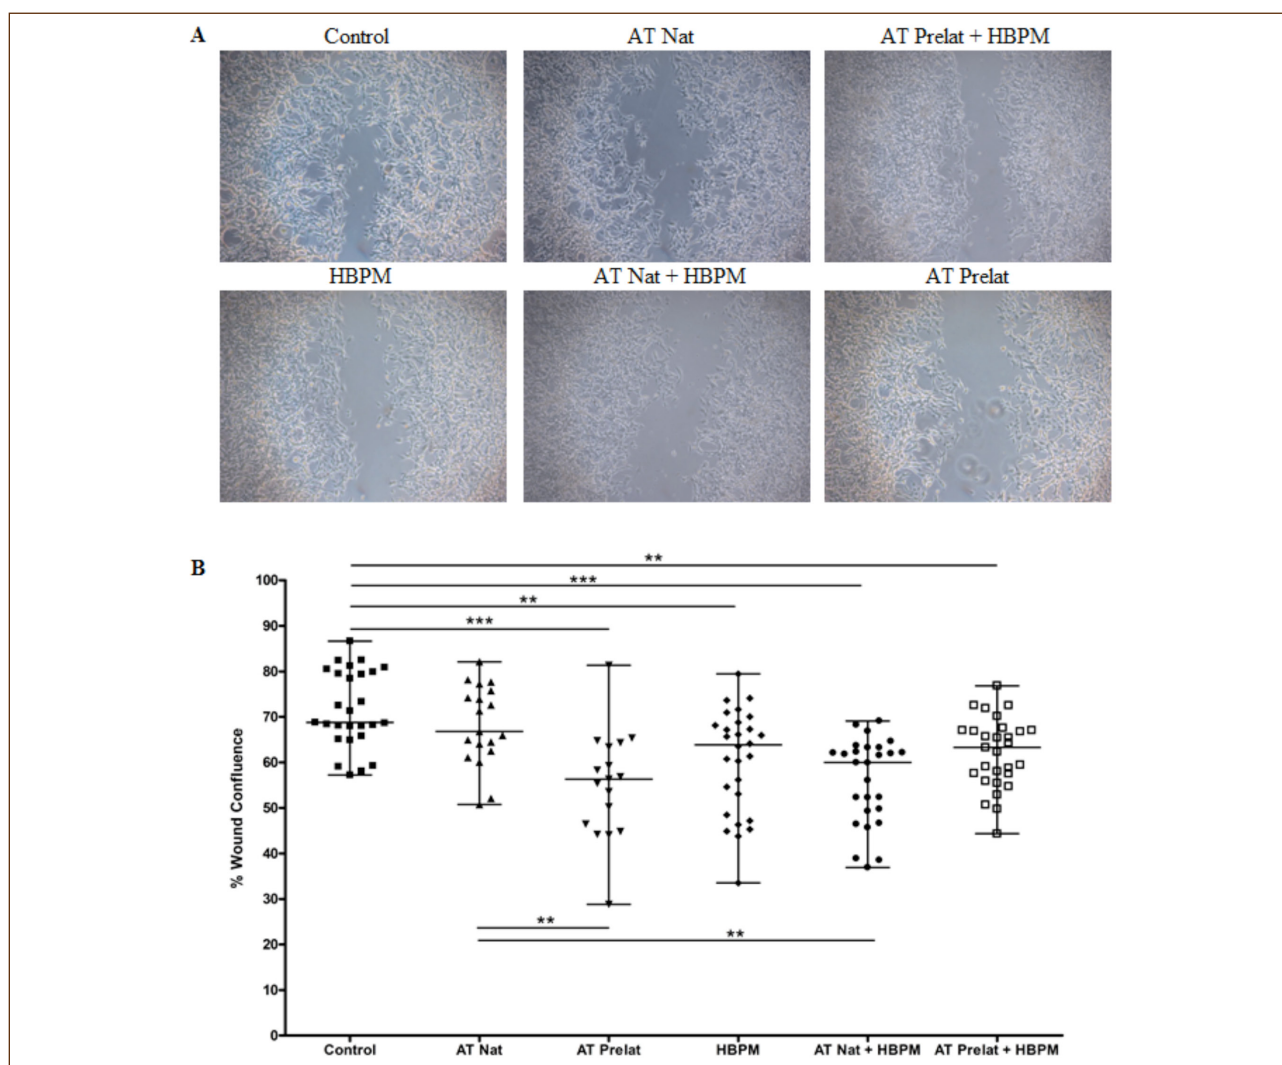 A
Control
AT Nat
AT Prelat + HBPM
HBPM
AT Nat + HBPM
AT Prelat
B
**
***
**
***
% Wound Confluence
100
90
80
70
60
50
40
30
20
10
0
**
**
Control
AT Nat
AT Prelat
HBPM
AT Nat + HBPM
AT Prelat + HBPM